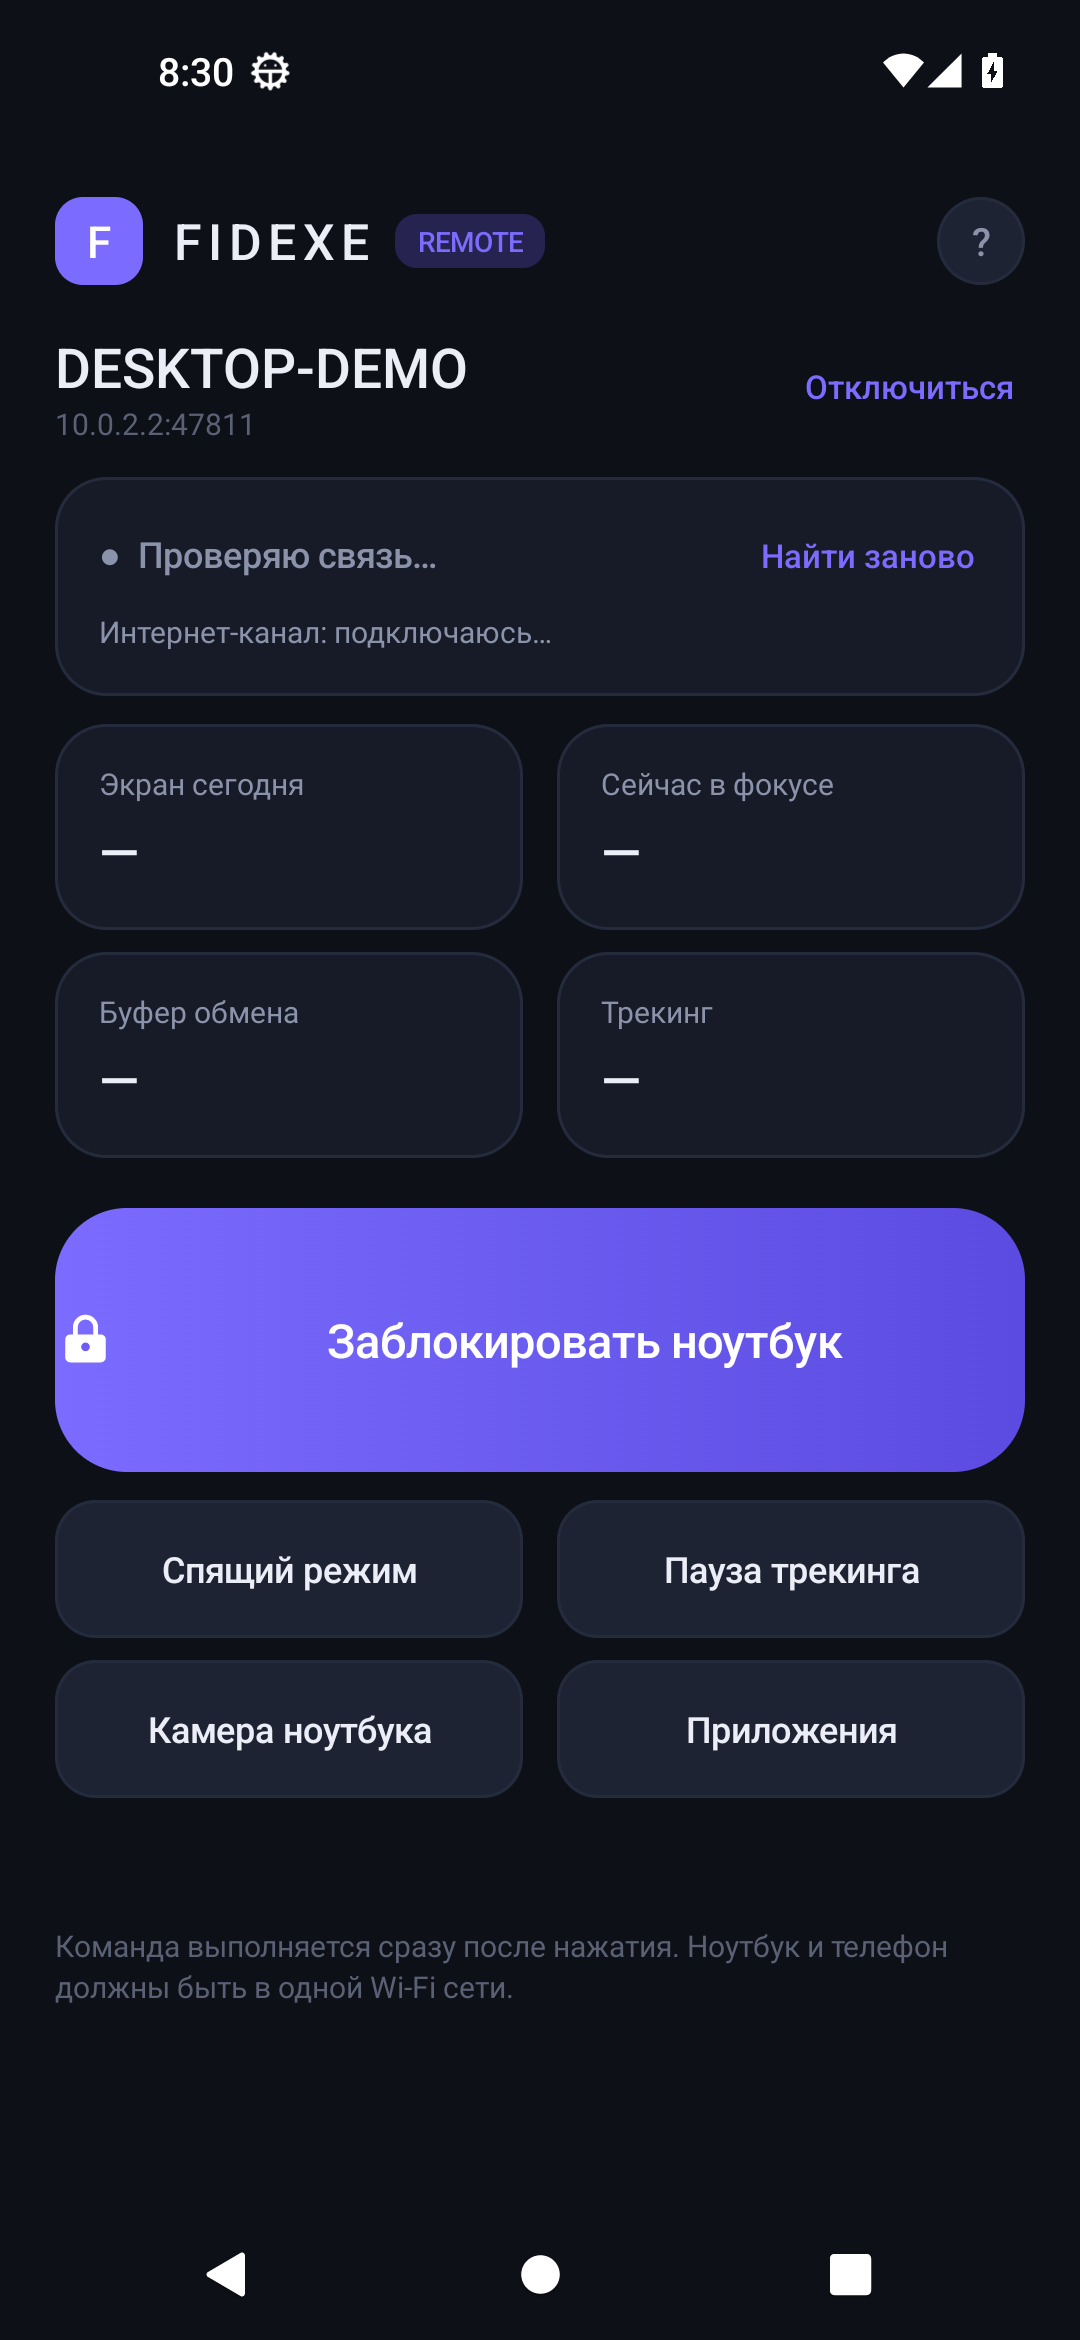 8:30
F FIDEXE REMOTE ?
DESKTOP-DEMO
Отключиться
10.0.2.2:47811
Проверяю связь...
Найти заново
Интернет-канал: подключаюсь...
Экран сегодня
Сейчас в фокусе
—
—
Буфер обмена
Трекинг
—
—
Заблокировать ноутбук
Спящий режим
Пауза трекинга
Камера ноутбука
Приложения
Команда выполняется сразу после нажатия. Ноутбук и телефон
должны быть в одной Wi-Fi сети.